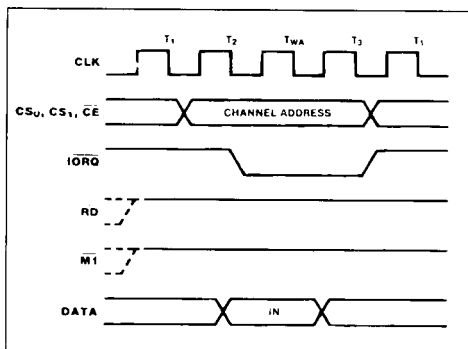 T1 T2 TWA T3 T1
CLK
CS0, CS1, CE CHANNEL ADDRESS
IORQ
RD
M1
DATA IN